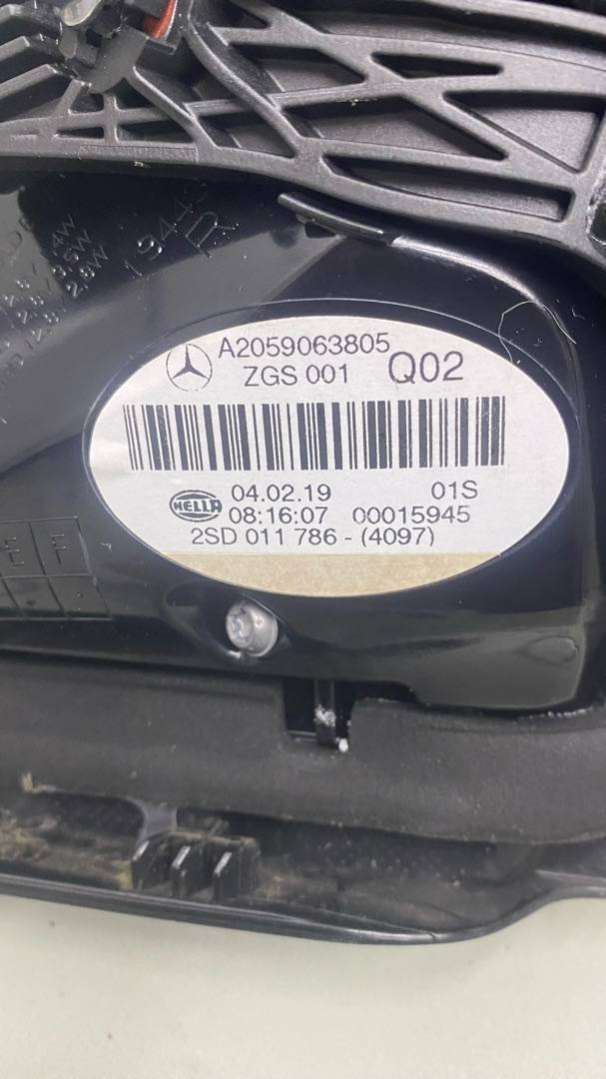 A2059063805
ZGS 001 Q02
04.02.19 01S
HELLA
08:16:07 00015945
2SD 011 786 - (4097)
E F